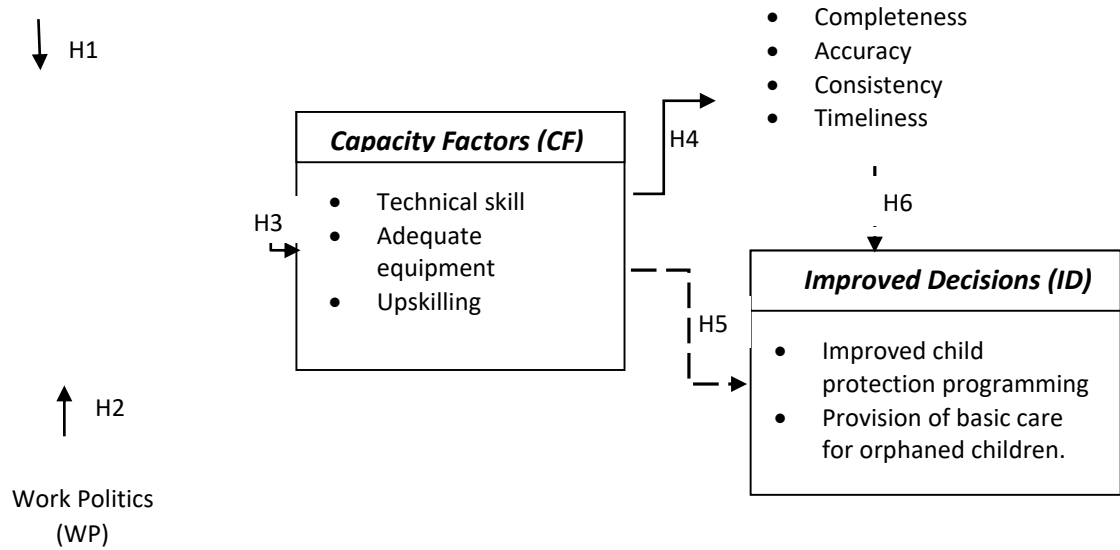 H1
• Completeness
• Accuracy
• Consistency
• Timeliness
Capacity Factors (CF)
H4
• Technical skill
• Adequate
equipment
• Upskilling
H3
H6
Improved Decisions (ID)
H5
• Improved child
protection programming
• Provision of basic care
for orphaned children.
H2
Work Politics
(WP)